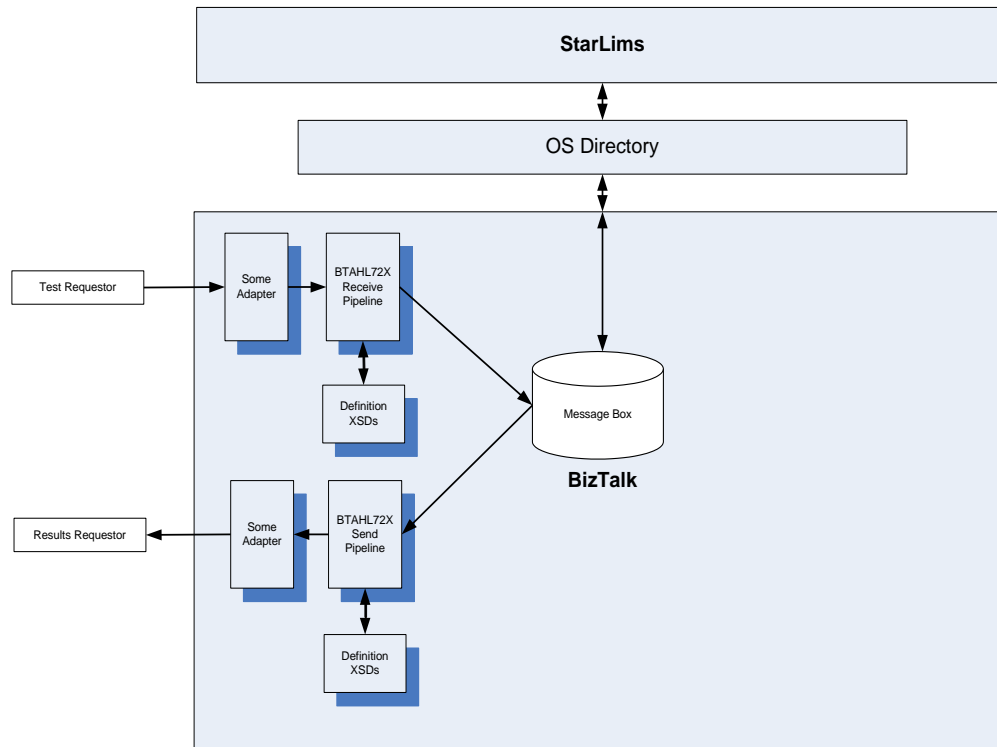 StarLims
OS Directory
Some
Adapter
BTAHL72X
Receive
Pipeline
Test Requestor
Definition
XSDs
Message Box
BizTalk
BTAHL72X
Send
Pipeline
Some
Adapter
Results Requestor
Definition
XSDs